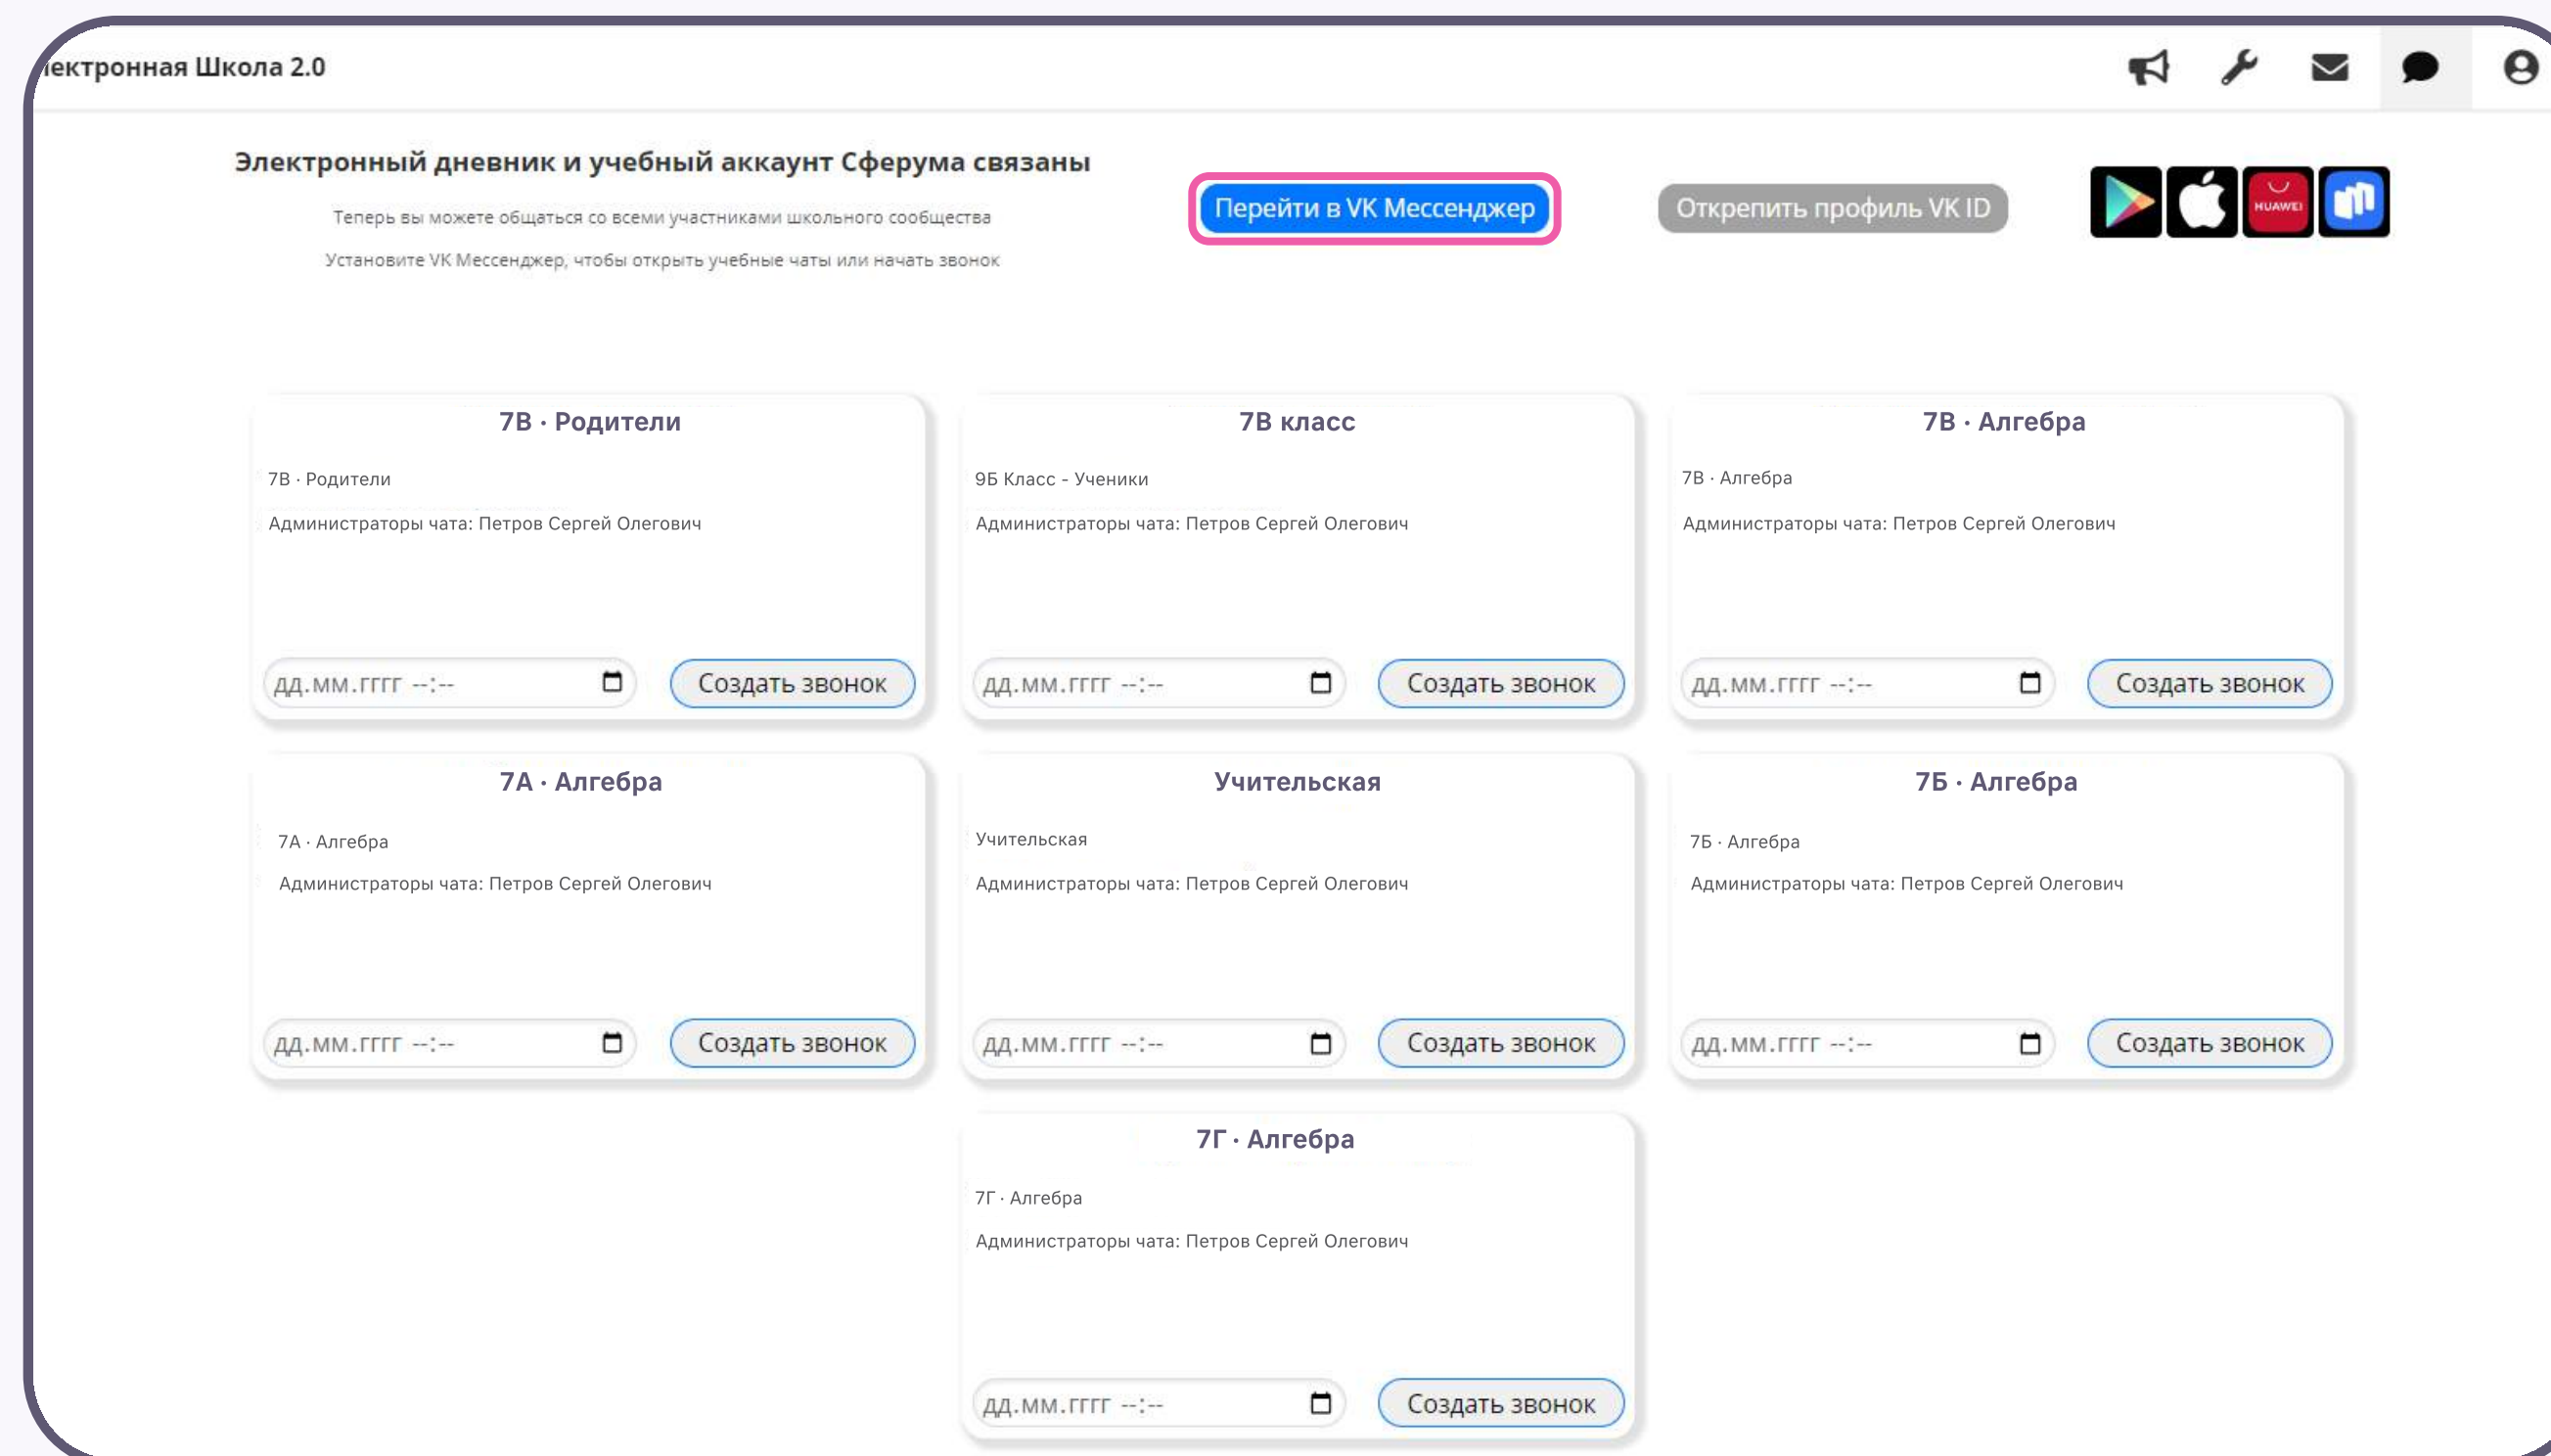 лектронная Школа 2.0
Электронный дневник и учебный аккаунт Сферума связаны
Теперь вы можете общаться со всеми участниками школьного сообщества
Установите VK Мессенджер, чтобы открыть учебные чаты или начать звонок
Перейти в VK Мессенджер
Открепить профиль VK ID
HUAWEI
7В · Родители
7В · Родители
Администраторы чата: Петров Сергей Олегович
дд.мм.гггг --:--
Создать звонок
7В класс
9Б Класс - Ученики
Администраторы чата: Петров Сергей Олегович
дд.мм.гггг --:--
Создать звонок
7В · Алгебра
7В · Алгебра
Администраторы чата: Петров Сергей Олегович
дд.мм.гггг --:--
Создать звонок
7А · Алгебра
7А · Алгебра
Администраторы чата: Петров Сергей Олегович
дд.мм.гггг --:--
Создать звонок
Учительская
Учительская
Администраторы чата: Петров Сергей Олегович
дд.мм.гггг --:--
Создать звонок
7Б · Алгебра
7Б · Алгебра
Администраторы чата: Петров Сергей Олегович
дд.мм.гггг --:--
Создать звонок
7Г · Алгебра
7Г · Алгебра
Администраторы чата: Петров Сергей Олегович
дд.мм.гггг --:--
Создать звонок